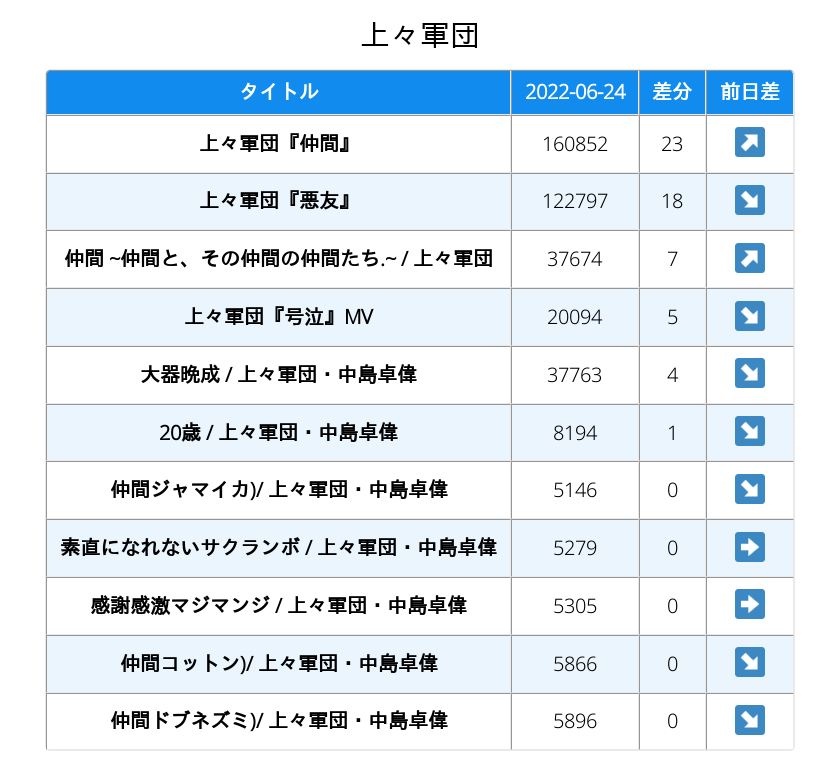 上々軍団
タイトル 2022-06-24 差分 前日差
上々軍団『仲間』 160852 23 ↗
上々軍団『悪友』 122797 18 ↘
仲間 ~仲間と、その仲間の仲間たち.~ / 上々軍団 37674 7 ↗
上々軍団『号泣』MV 20094 5 ↘
大器晩成 / 上々軍団・中島卓偉 37763 4 ↘
20歳 / 上々軍団・中島卓偉 8194 1 ↘
仲間ジャマイカ)/ 上々軍団・中島卓偉 5146 0 ↘
素直になれないサクランボ / 上々軍団・中島卓偉 5279 0 →
感謝感激マジマンジ / 上々軍団・中島卓偉 5305 0 →
仲間コットン)/ 上々軍団・中島卓偉 5866 0 ↘
仲間ドブネズミ)/ 上々軍団・中島卓偉 5896 0 ↘